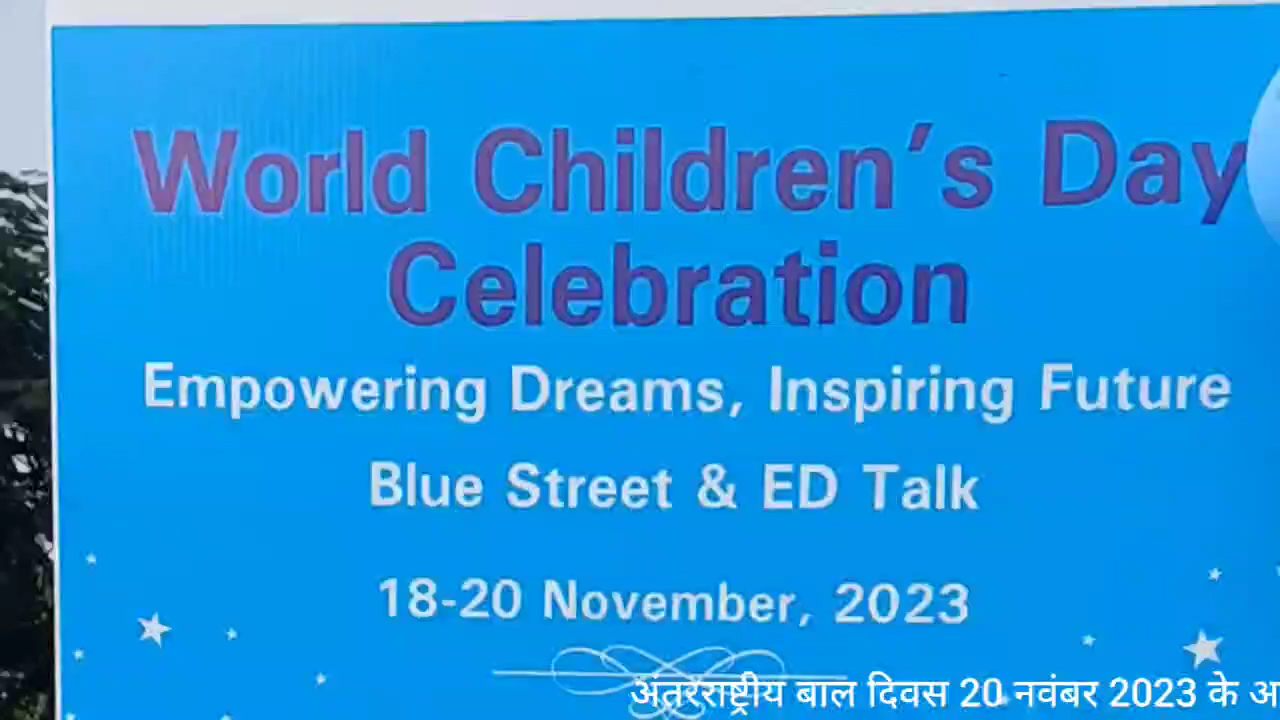 World Children's Day
Celebration
Empowering Dreams, Inspiring Future
Blue Street & ED Talk
18-20 November, 2023
अंतरराष्ट्रीय बाल दिवस 20 नवंबर 2023 के